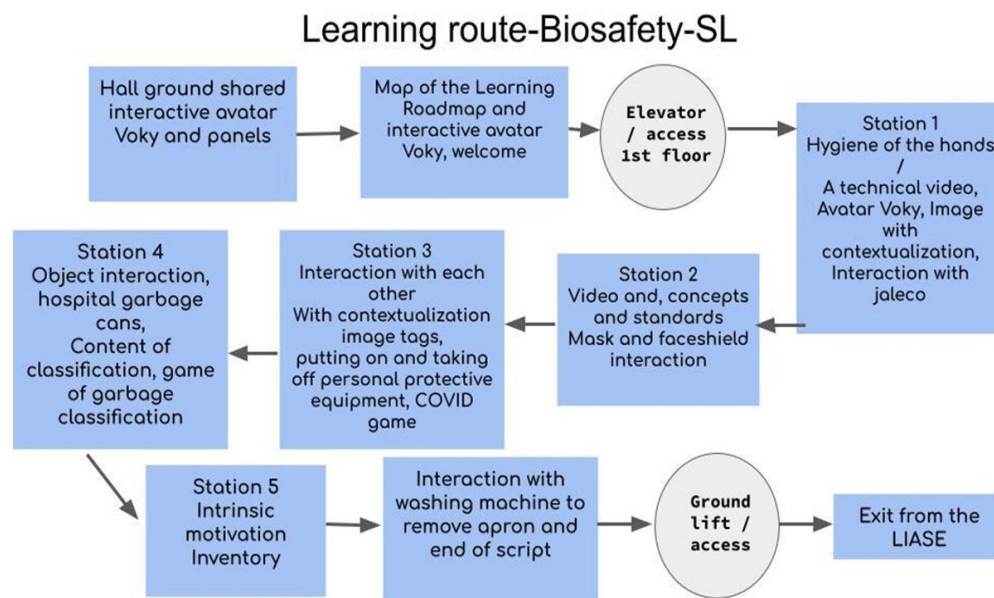 Learning route-Biosafety-SL
Hall ground shared
interactive avatar
Voky and panels
Map of the Learning
Roadmap and
interactive avatar
Voky, welcome
Elevator
/ access
1st floor
Station 1
Hygiene of the hands
/
A technical video,
Avatar Voky, Image
with
contextualization,
Interaction with
jaleco
Station 2
Video and, concepts
and standards
Mask and faceshield
interaction
Station 3
Interaction with each
other
With contextualization
image tags,
putting on and taking
off personal protective
equipment, COVID
game
Station 4
Object interaction,
hospital garbage
cans,
Content of
classification, game
of garbage
classification
Station 5
Intrinsic
motivation
Inventory
Interaction with
washing machine to
remove apron and
end of script
Ground
lift /
access
Exit from the
LIASE